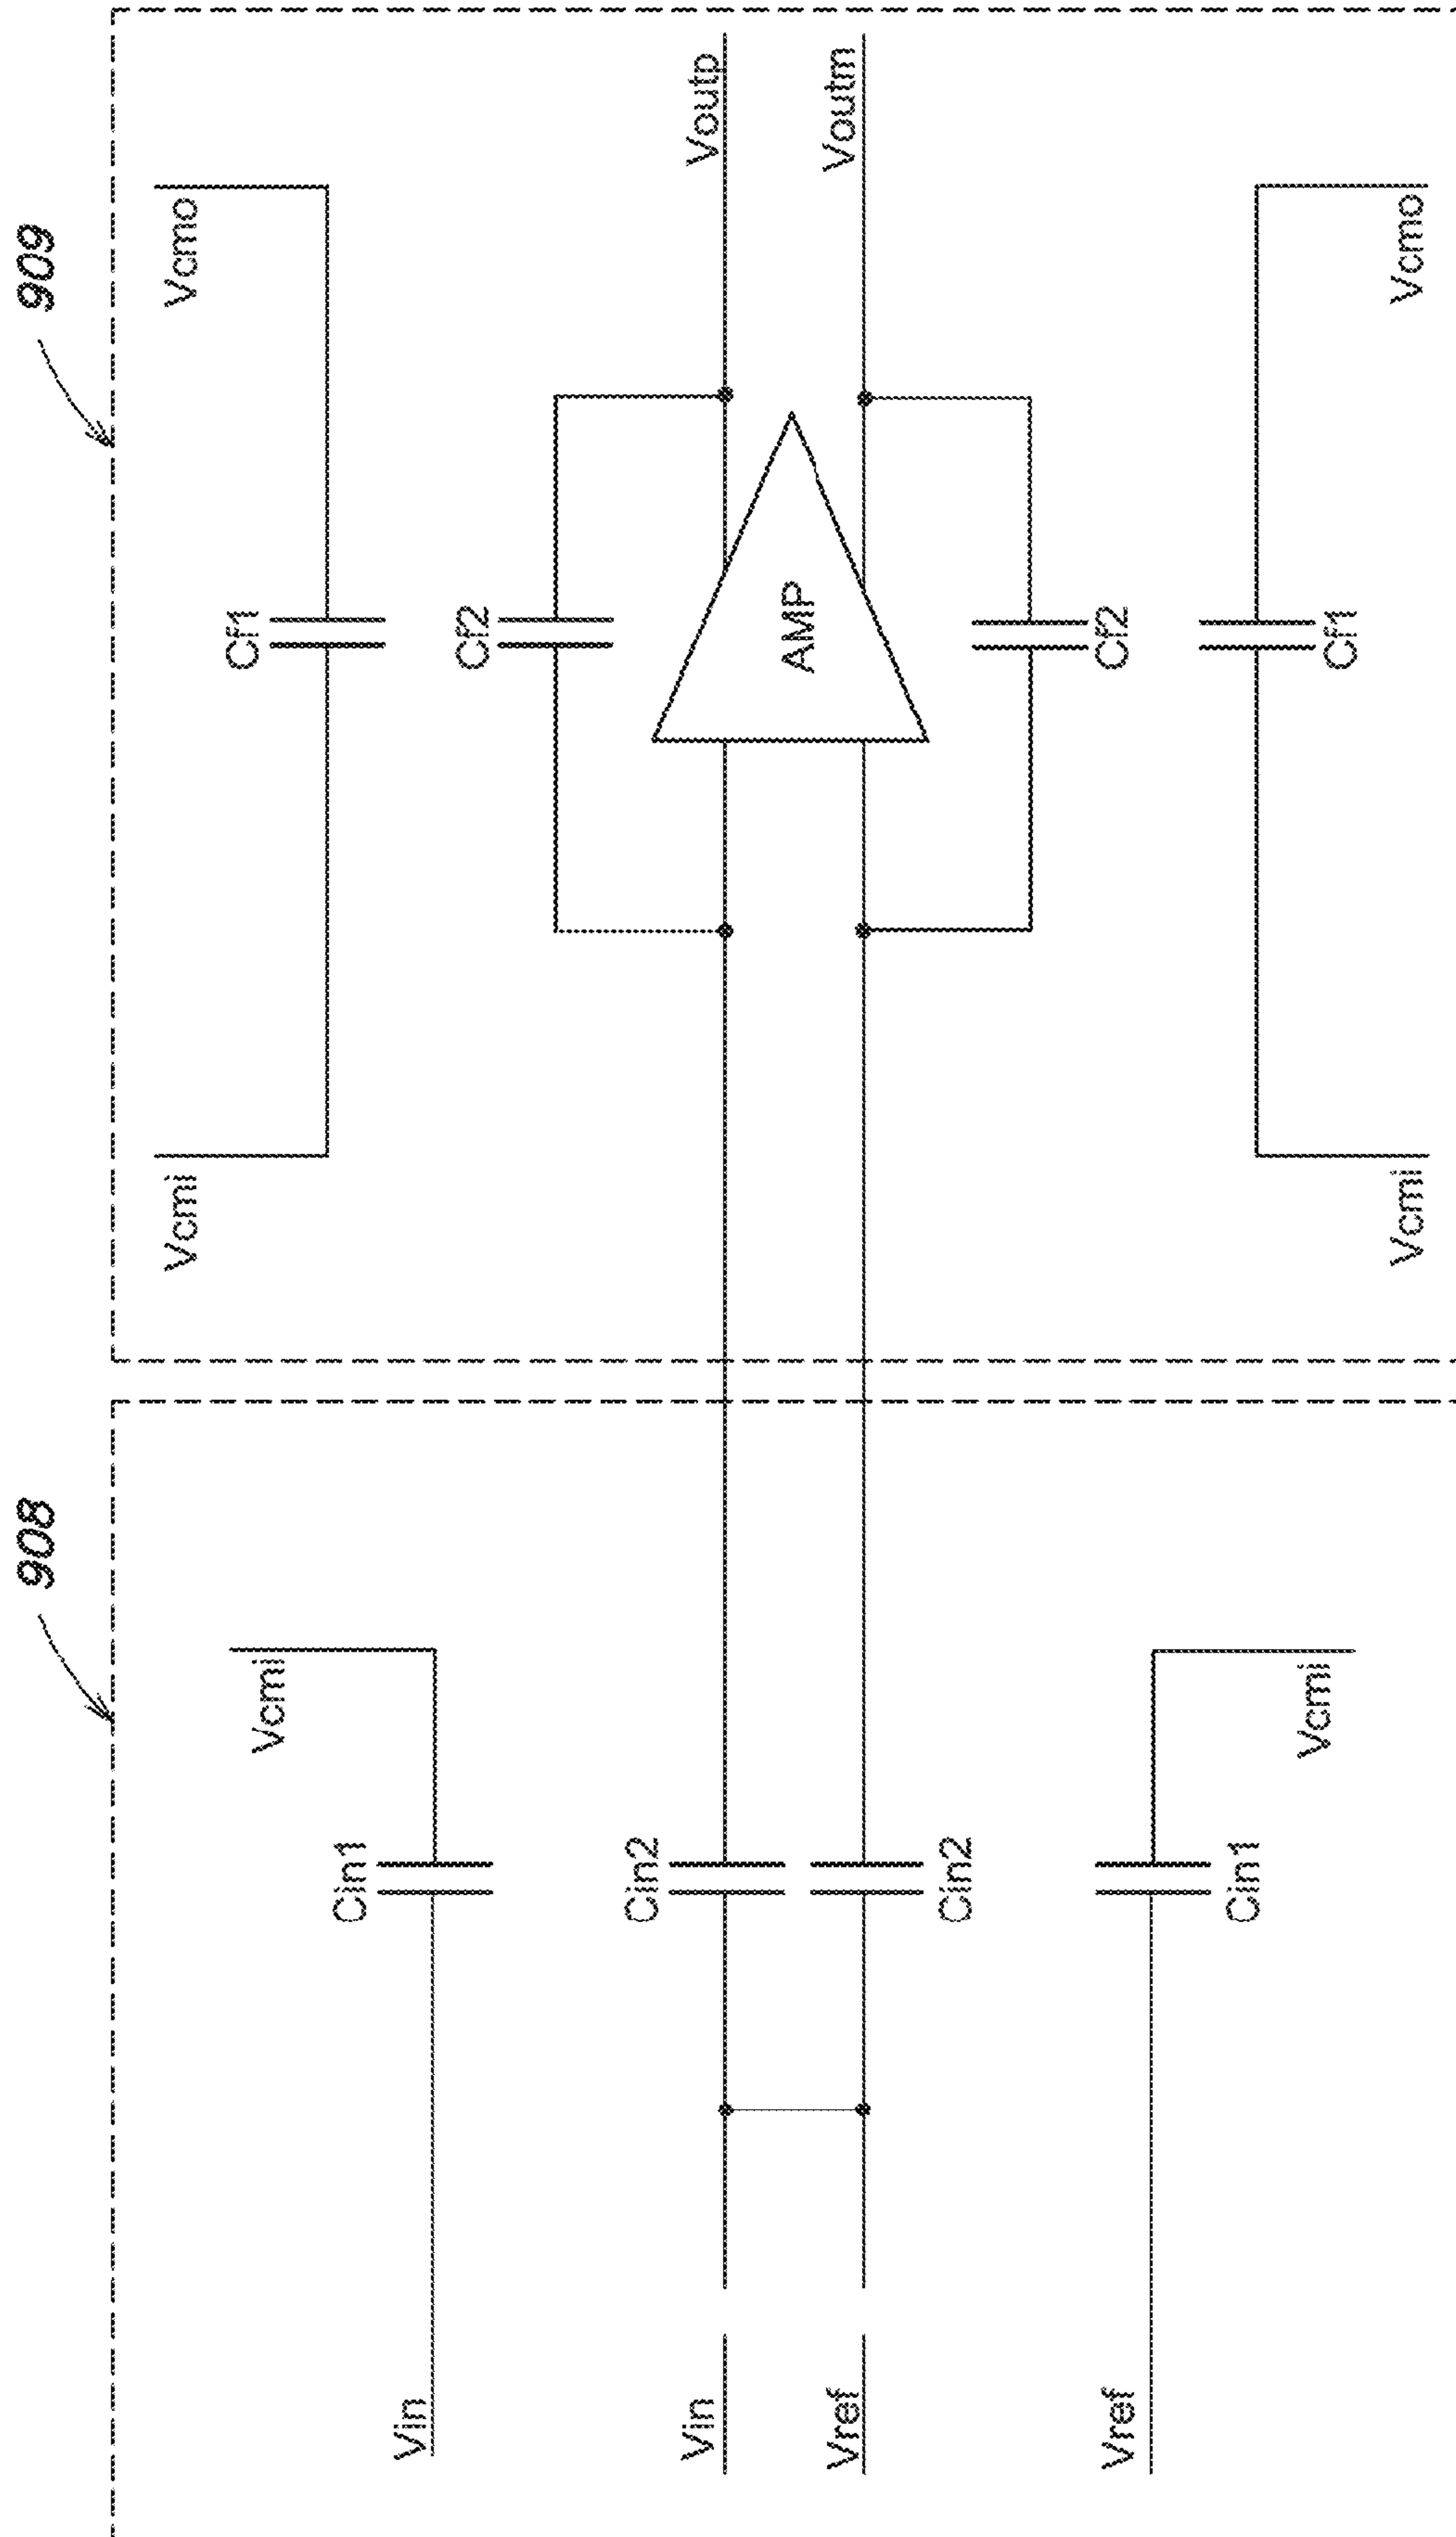 908
909
Vcmi
Vcmo
Cf1
Vcmi
Cin1
Vin
Cf2
Cin2
Vin
Voutp
AMP
Vref
Voutm
Cin2
Cf2
Vref
Cin1
Vcmi
Cf1
Vcmi
Vcmo